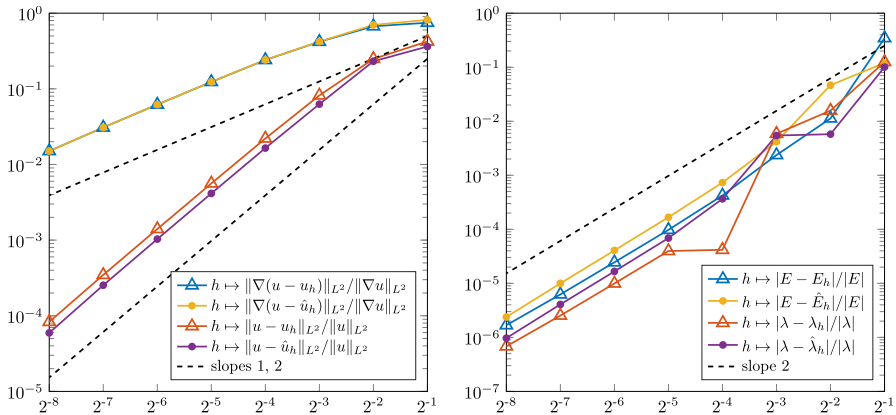 10^0
10^-1
10^-2
10^-3
10^-4
10^-5
2^-8 2^-7 2^-6 2^-5 2^-4 2^-3 2^-2 2^-1
h ↦ ‖∇(u − u_h)‖_{L^2}/‖∇u‖_{L^2}
h ↦ ‖∇(u − û_h)‖_{L^2}/‖∇u‖_{L^2}
h ↦ ‖u − u_h‖_{L^2}/‖u‖_{L^2}
h ↦ ‖u − û_h‖_{L^2}/‖u‖_{L^2}
slopes 1, 2
10^0
10^-1
10^-2
10^-3
10^-4
10^-5
10^-6
10^-7
2^-8 2^-7 2^-6 2^-5 2^-4 2^-3 2^-2 2^-1
h ↦ |E − E_h|/|E|
h ↦ |E − Ê_h|/|E|
h ↦ |λ − λ_h|/|λ|
h ↦ |λ − λ̂_h|/|λ|
slope 2